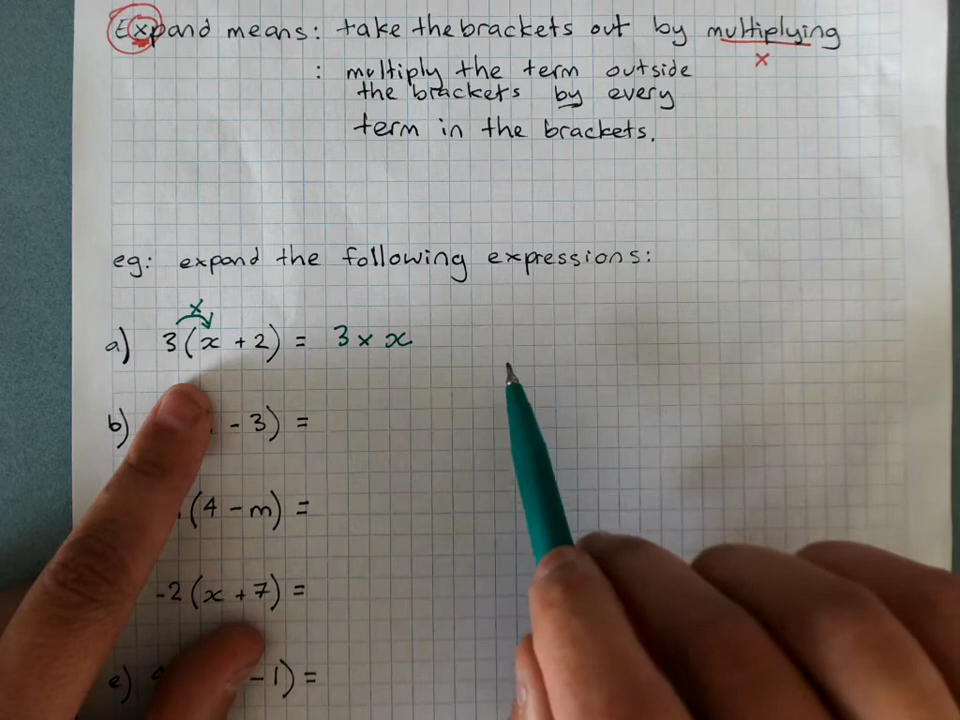 Expand means: take the brackets out by multiplying
x
: multiply the term outside
the brackets by every
term in the brackets.
eg: expand the following expressions:
x
a) 3(x + 2) = 3 × x
b) - 3) =
(4 - m) =
-2(x + 7) =
e) - 1) =